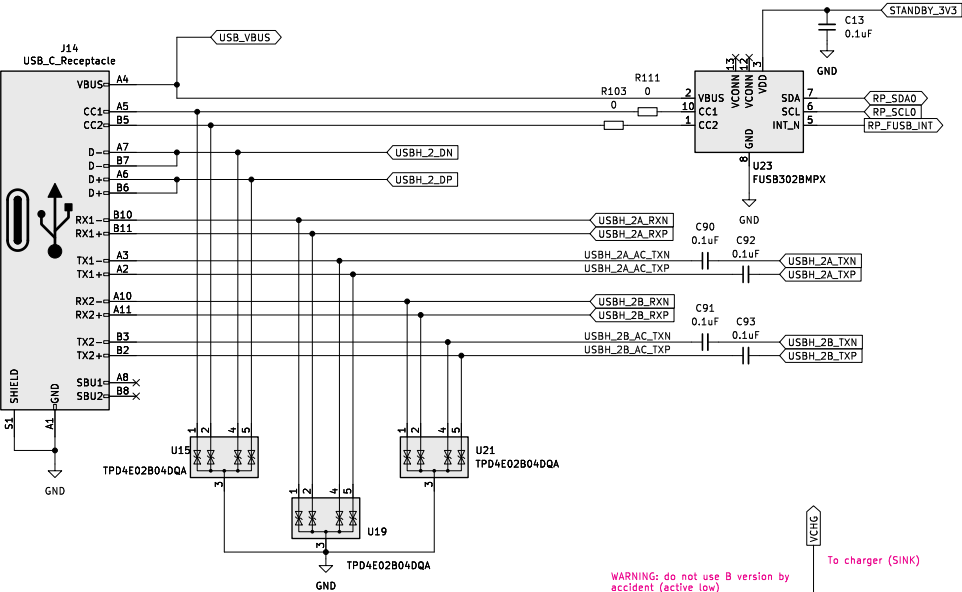 STANDBY_3V3
C13
0.1uF
GND
USB_VBUS
J14
USB_C_Receptacle
VBUS A4
CC1 A5
CC2 B5
D- A7
D- B7
D+ A6
D+ B6
RX1- B10
RX1+ B11
TX1- A3
TX1+ A2
RX2- A10
RX2+ A11
TX2- B3
TX2+ B2
SBU1 A8
SBU2 B8
SHIELD
GND
S1
A1
GND
R111
0
R103
0
13
12
3
VCONN
VCONN
VDD
2 VBUS
10 CC1
1 CC2
SDA 7
SCL 6
INT_N 5
GND
8
RP_SDA0
RP_SCL0
RP_FUSB_INT
U23
FUSB302BMPX
GND
USBH_2_DN
USBH_2_DP
USBH_2A_RXN
USBH_2A_RXP
USBH_2A_AC_TXN
USBH_2A_AC_TXP
C90
0.1uF
C92
0.1uF
USBH_2A_TXN
USBH_2A_TXP
USBH_2B_RXN
USBH_2B_RXP
USBH_2B_AC_TXN
USBH_2B_AC_TXP
C91
0.1uF
C93
0.1uF
USBH_2B_TXN
USBH_2B_TXP
1 2 4 5
U15
TPD4E02B04DQA
3
1 2 4 5
U21
TPD4E02B04DQA
3
1 2 4 5
U19
3
TPD4E02B04DQA
GND
VCHG
To charger (SINK)
WARNING: do not use B version by
accident (active low)